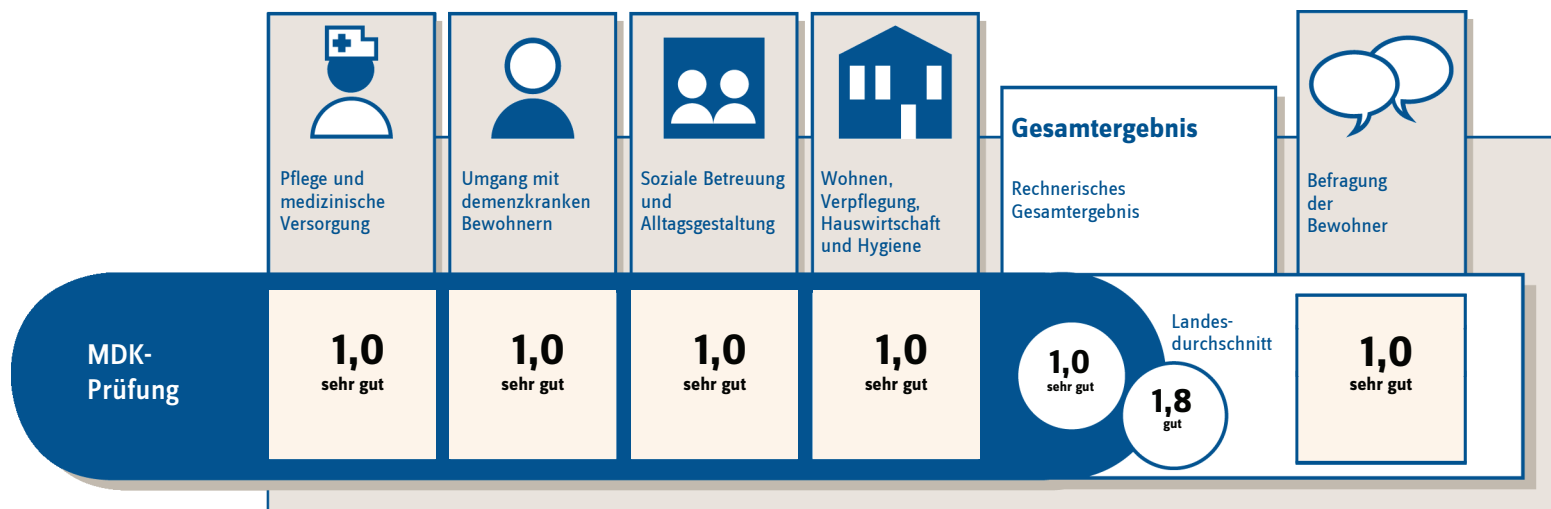 Pflege und
medizinische
Versorgung
Umgang mit
demenzkranken
Bewohnern
Soziale Betreuung
und
Alltagsgestaltung
Wohnen,
Verpflegung,
Hauswirtschaft
und Hygiene
Gesamtergebnis
Rechnerisches
Gesamtergebnis
Befragung
der
Bewohner
MDK-
Prüfung
1,0
sehr gut
1,0
sehr gut
1,0
sehr gut
1,0
sehr gut
1,0
sehr gut
Landes-
durchschnitt
1,8
gut
1,0
sehr gut